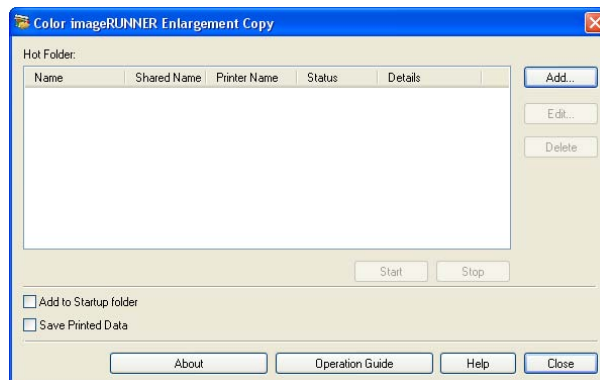 Color imageRUNNER Enlargement Copy
Hot Folder:
Name Shared Name Printer Name Status Details
Add...
Edit...
Delete
Start Stop
Add to Startup folder
Save Printed Data
About Operation Guide Help Close